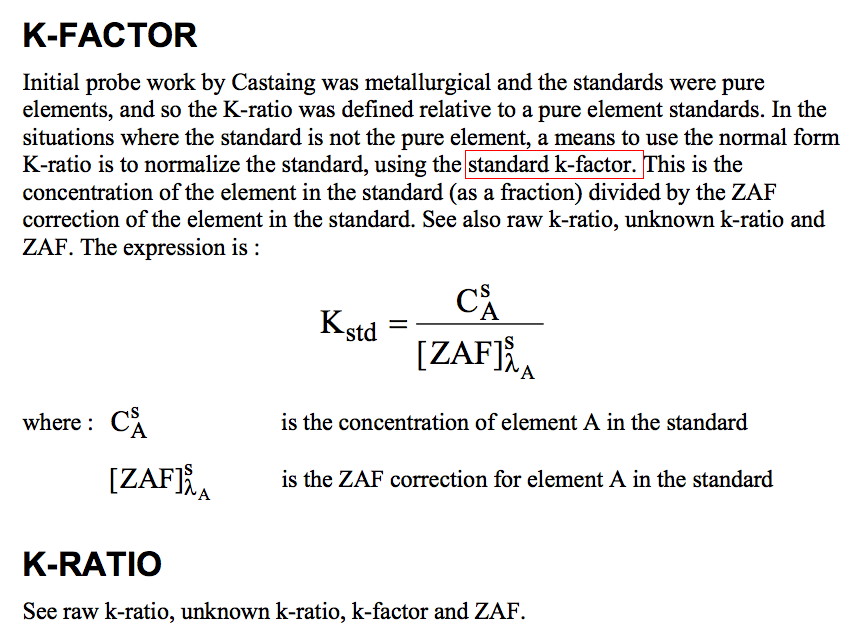 K-FACTOR
Initial probe work by Castaing was metallurgical and the standards were pure
elements, and so the K-ratio was defined relative to a pure element standards. In the
situations where the standard is not the pure element, a means to use the normal form
K-ratio is to normalize the standard, using the standard k-factor. This is the
concentration of the element in the standard (as a fraction) divided by the ZAF
correction of the element in the standard. See also raw k-ratio, unknown k-ratio and
ZAF. The expression is :
K_std = C_A^s / [ZAF]_λ_A^s
where : C_A^s is the concentration of element A in the standard
[ZAF]_λ_A^s is the ZAF correction for element A in the standard
K-RATIO
See raw k-ratio, unknown k-ratio, k-factor and ZAF.